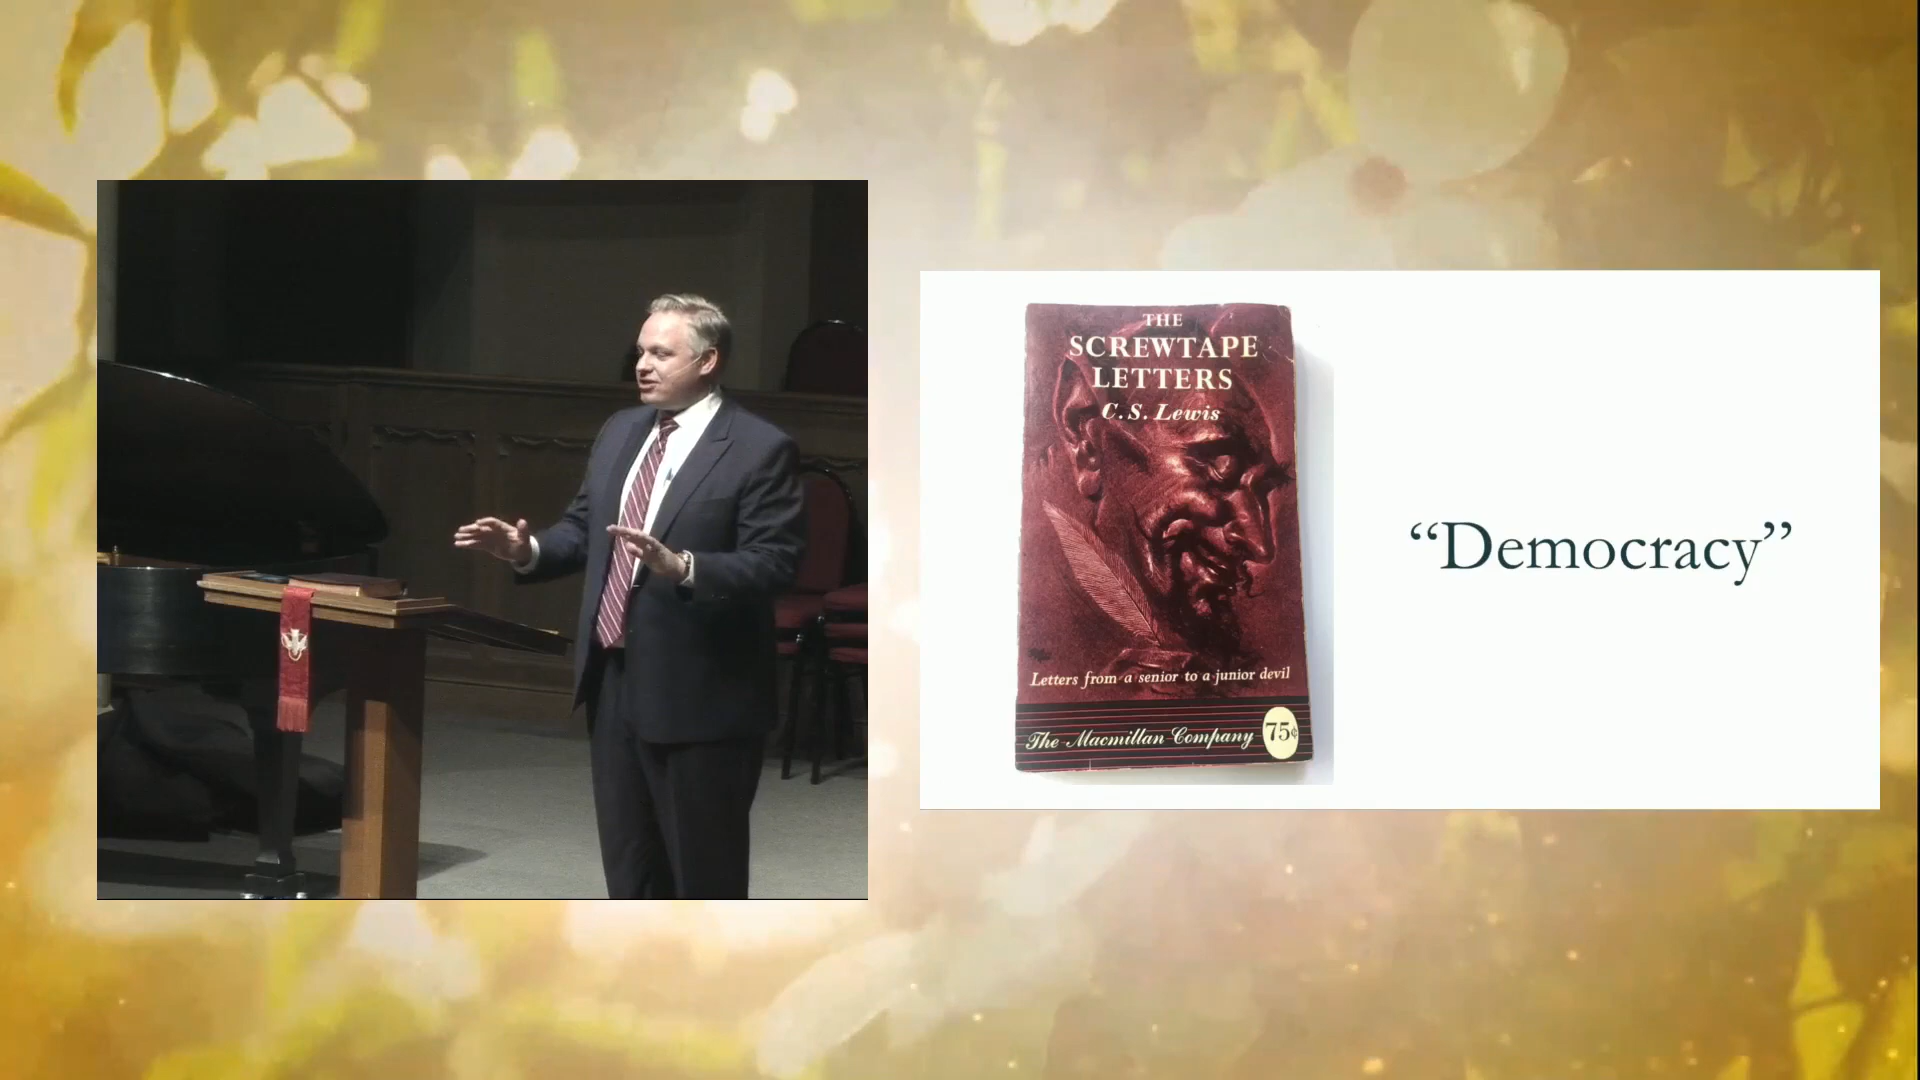 THE
SCREWTAPE
LETTERS
C. S. Lewis
Letters from a senior to a junior devil
The Macmillan Company
75¢
“Democracy”